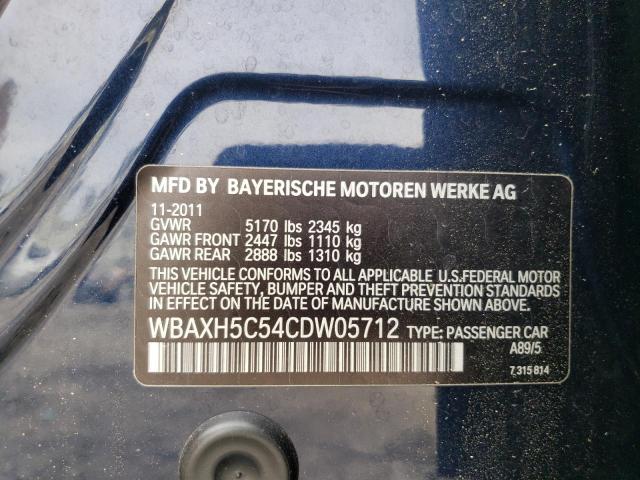 MFD BY BAYERISCHE MOTOREN WERKE AG
11-2011
GVWR 5170 lbs 2345 kg
GAWR FRONT 2447 lbs 1110 kg
GAWR REAR 2888 lbs 1310 kg
THIS VEHICLE CONFORMS TO ALL APPLICABLE U.S.FEDERAL MOTOR
VEHICLE SAFETY, BUMPER AND THEFT PREVENTION STANDARDS
IN EFFECT ON THE DATE OF MANUFACTURE SHOWN ABOVE.
WBAXH5C54CDW05712 TYPE: PASSENGER CAR
A89/5
7 315 814